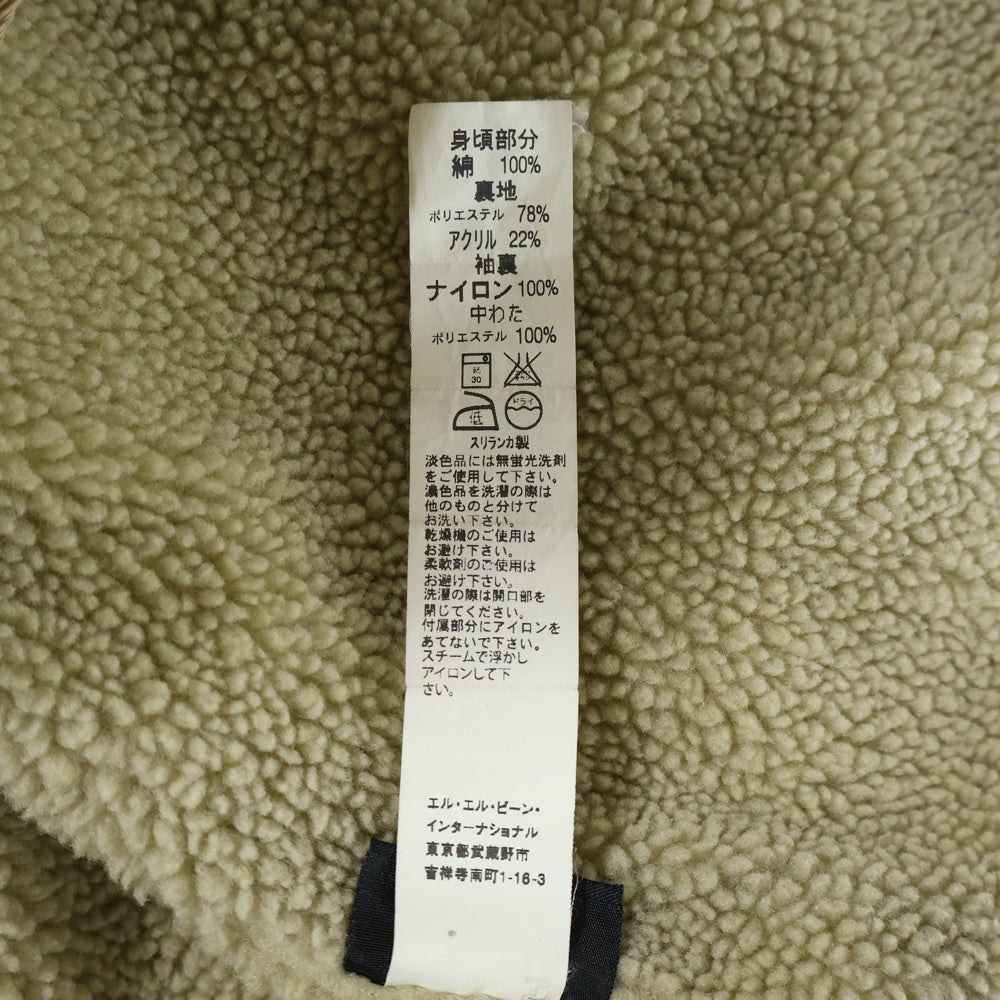 身頃部分
綿 100%
裏地
ポリエステル 78%
アクリル 22%
袖裏
ナイロン 100%
中わた
ポリエステル 100%
30
低 ドライ
スリランカ製
淡色品には無蛍光洗剤
をご使用して下さい。
濃色品を洗濯の際は
他のものと分けて
お洗い下さい。
乾燥機のご使用は
お避け下さい。
柔軟剤のご使用は
お避け下さい。
洗濯の際は開口部を
閉じてください。
付属部分にアイロンを
あてないで下さい。
スチームで浮かし
アイロンして下
さい。
エル・エル・ビーン・
インターナショナル
東京都武蔵野市
吉祥寺南町1-16-3